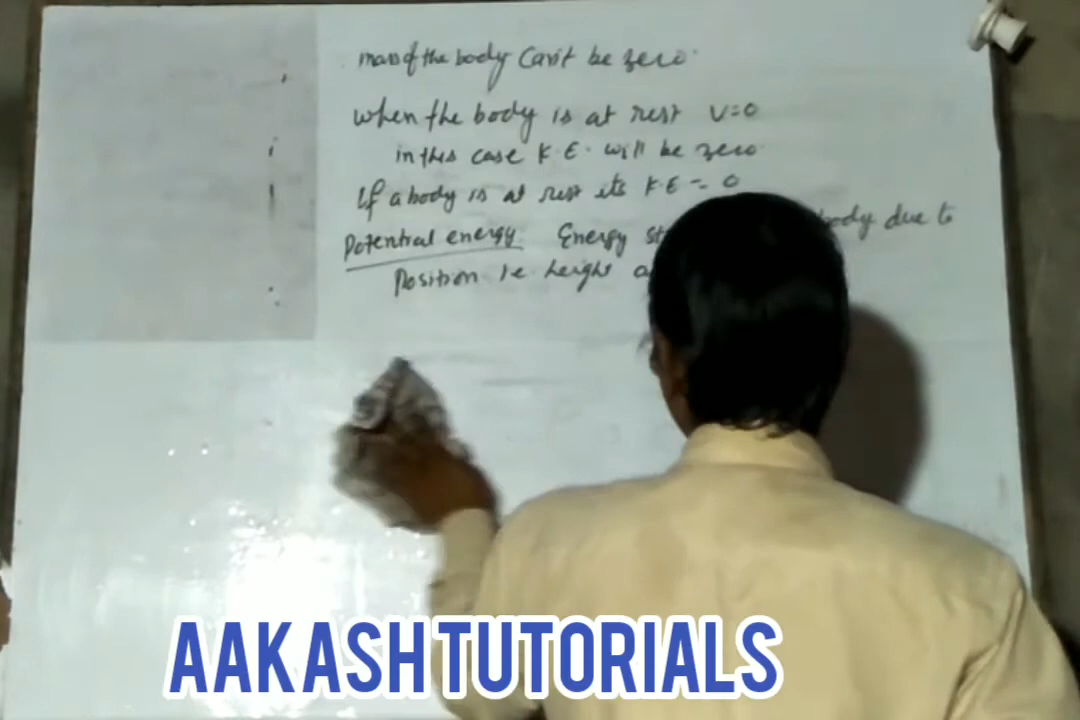 mass of the body Can't be zero.
when the body is at rest v=0
in this case K.E. will be zero
If a body is at rest its K.E = 0
Potential energy. Energy body due to
Position i.e. height
AAKASH TUTORIALS